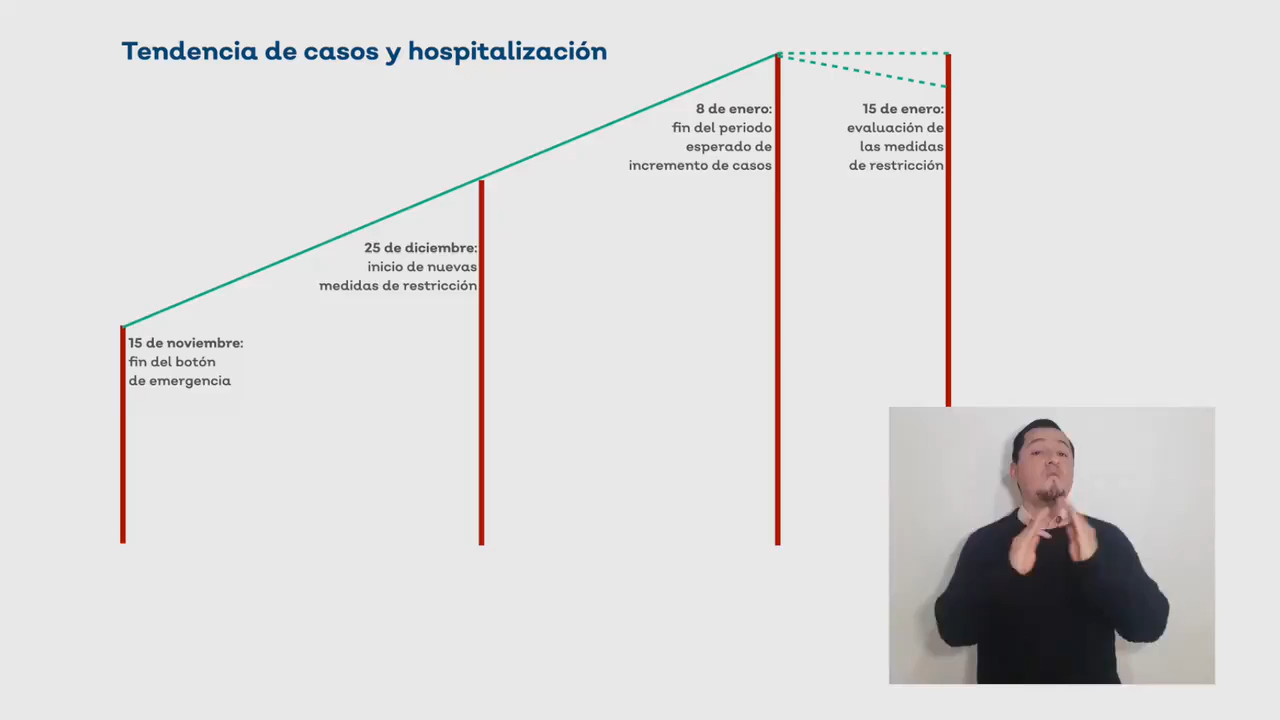 Tendencia de casos y hospitalización
8 de enero:
fin del periodo
esperado de
incremento de casos
15 de enero:
evaluación de
las medidas
de restricción
25 de diciembre:
inicio de nuevas
medidas de restricción
15 de noviembre:
fin del botón
de emergencia